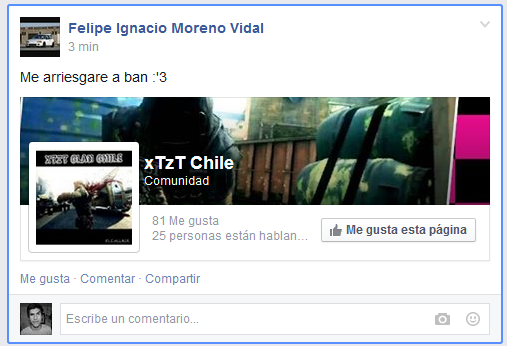 Felipe Ignacio Moreno Vidal
3 min
Me arriesgare a ban :'3
XTZT CLAN CHILE
xTzT Chile
Comunidad
81 Me gusta
25 personas están hablan...
Me gusta esta página
Me gusta · Comentar · Compartir
Escribe un comentario...